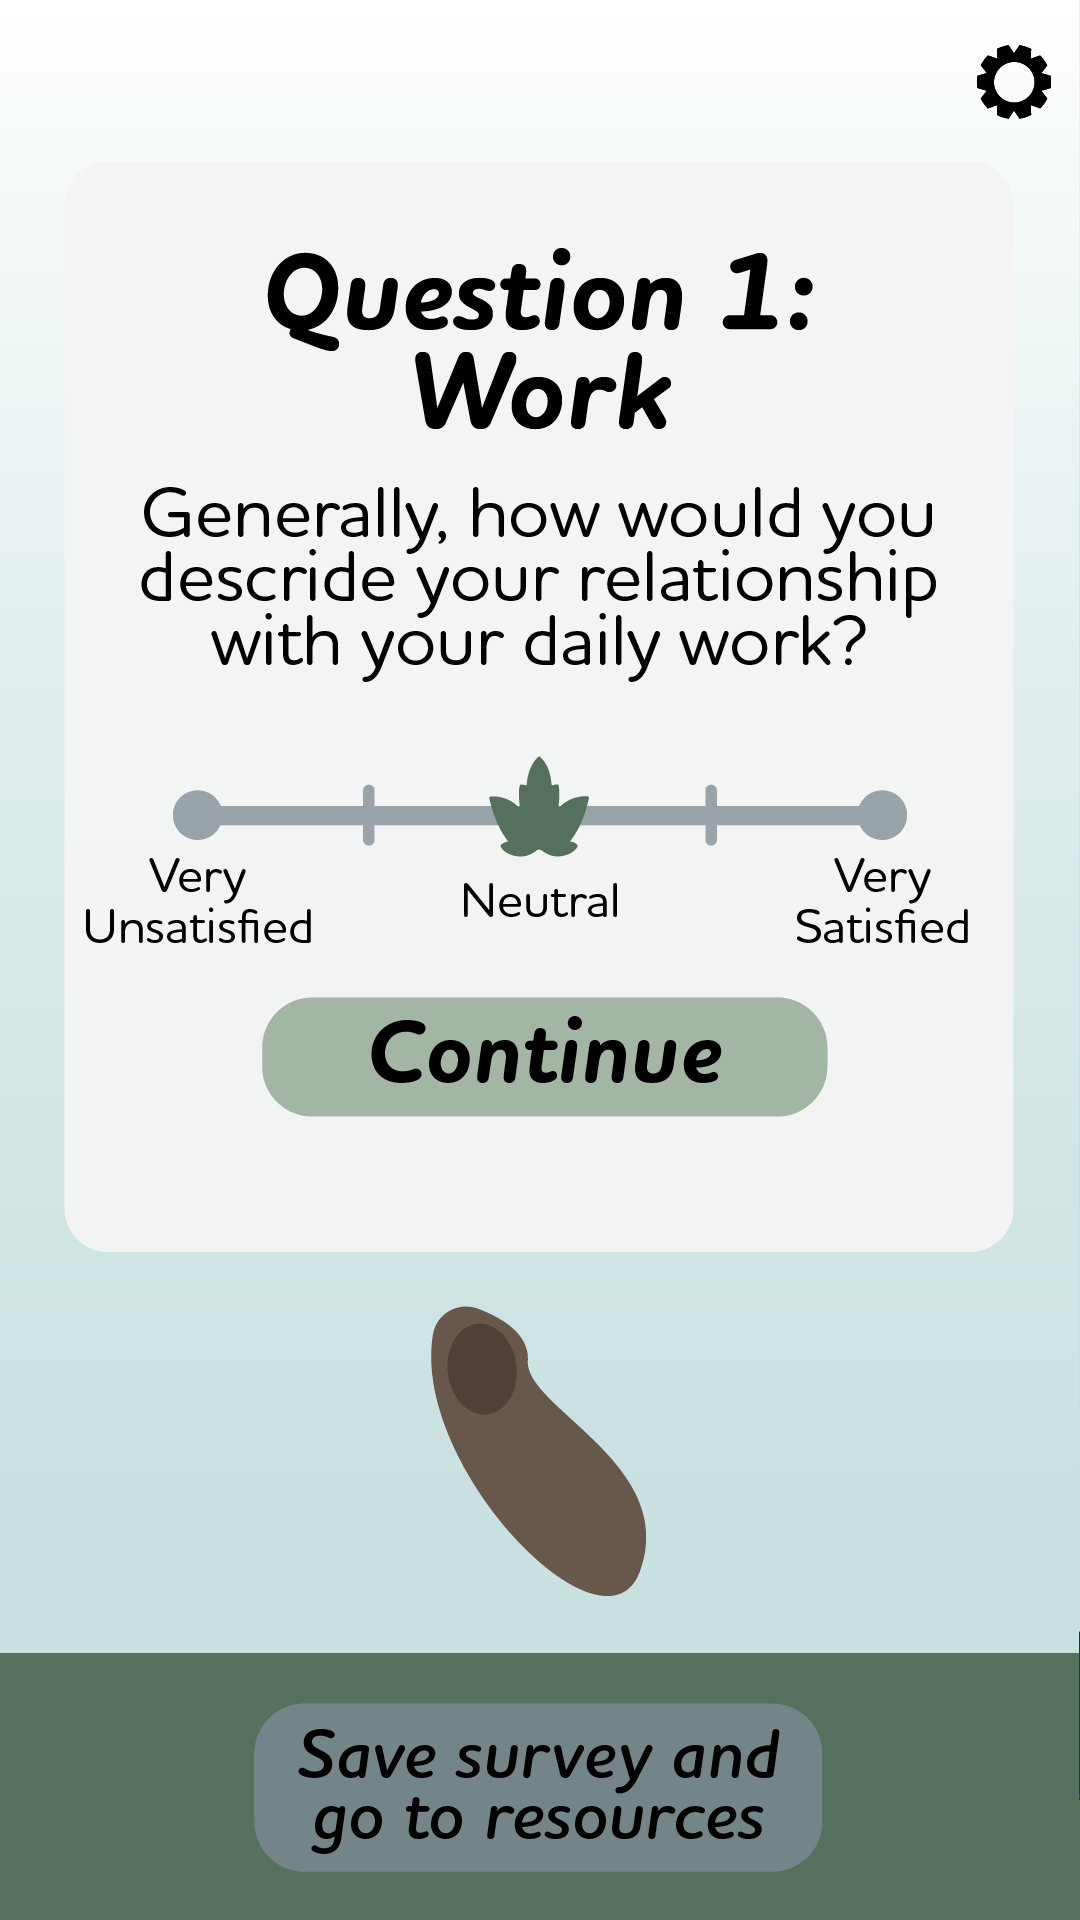 Question 1:
Work
Generally, how would you
descride your relationship
with your daily work?
Very
Unsatisfied
Neutral
Very
Satisfied
Continue
Save survey and
go to resources